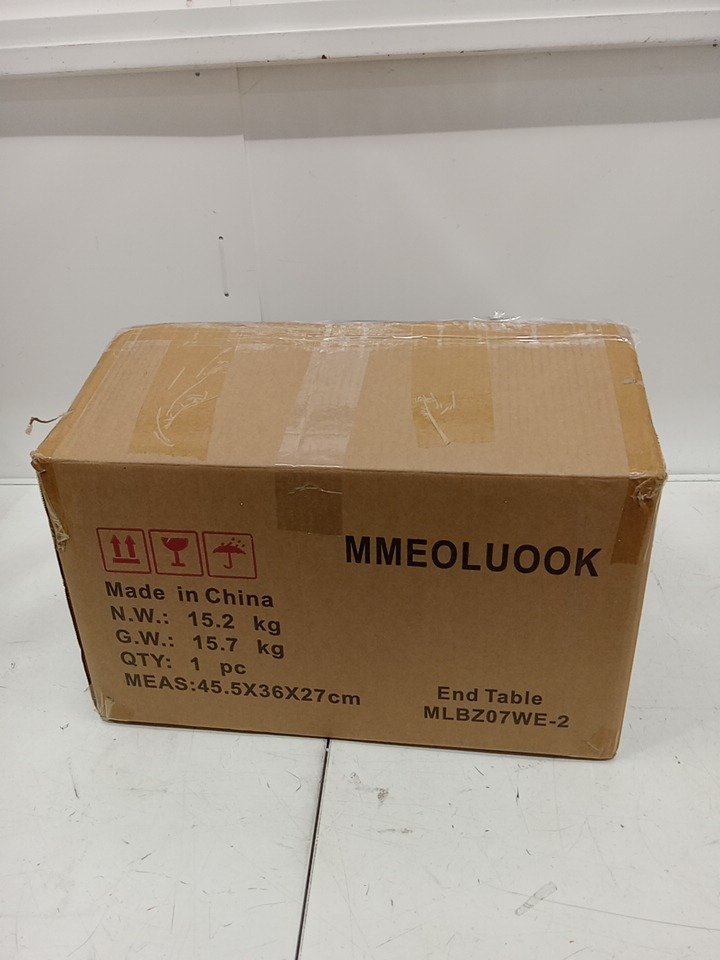 MMEOLUOOK
Made in China
N.W.: 15.2 kg
G.W.: 15.7 kg
QTY: 1 pc
MEAS:45.5X36X27cm
End Table
MLBZ07WE-2